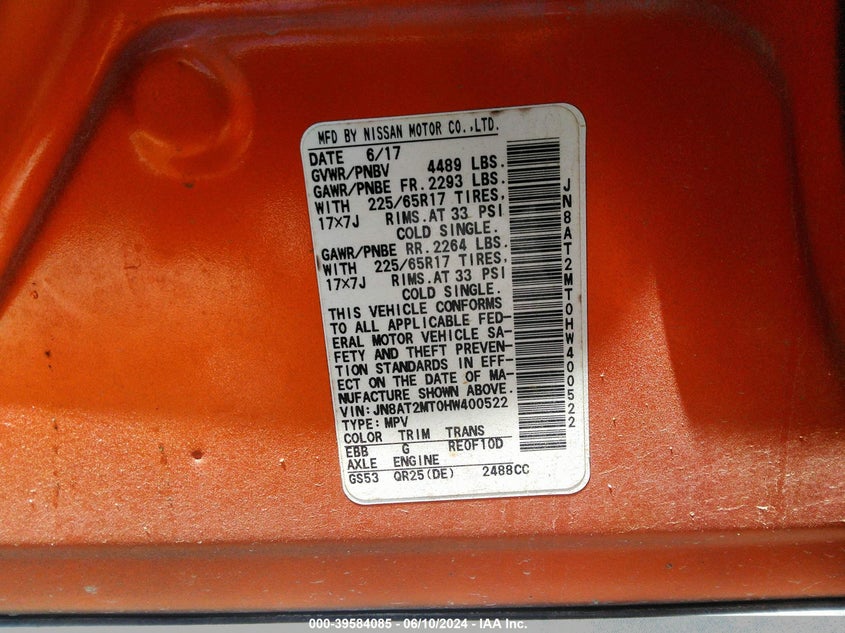 MFD BY NISSAN MOTOR CO.,LTD.
DATE 6/17
GVWR/PNBV 4489 LBS.
GAWR/PNBE FR. 2293 LBS.
WITH 225/65R17 TIRES,
17×7J RIMS. AT 33 PSI
COLD SINGLE.
GAWR/PNBE RR. 2264 LBS.
WITH 225/65R17 TIRES,
17×7J RIMS. AT 33 PSI
COLD SINGLE.
THIS VEHICLE CONFORMS
TO ALL APPLICABLE FED-
ERAL MOTOR VEHICLE SA-
FETY AND THEFT PREVEN-
TION STANDARDS IN EFF-
ECT ON THE DATE OF MA-
NUFACTURE SHOWN ABOVE.
VIN:JN8AT2MT0HW400522
TYPE:MPV
COLOR TRIM TRANS
EBB G RE0F10D
AXLE ENGINE
GS53 QR25(DE) 2488CC
JN8AT2MT0HW400522
000-39584085 - 06/10/2024 - IAA Inc.